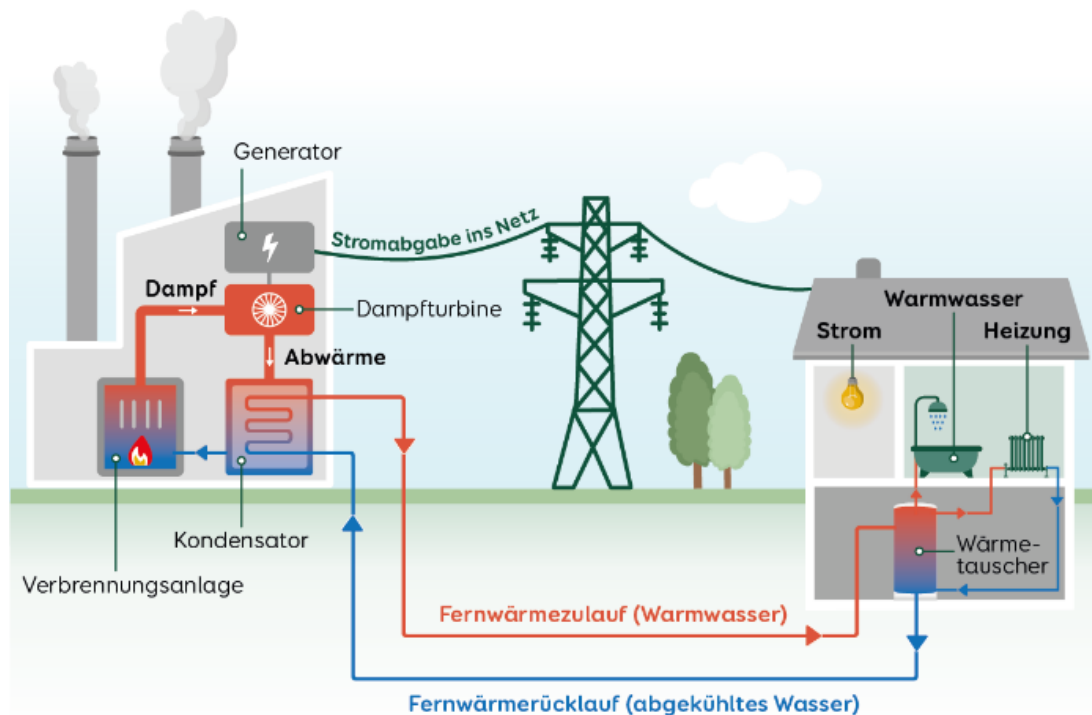 Generator
Stromabgabe ins Netz
Dampf
Dampfturbine
Warmwasser
Strom
Heizung
Abwärme
Kondensator
Wärme-
tauscher
Verbrennungsanlage
Fernwärmezulauf (Warmwasser)
Fernwärmerücklauf (abgekühltes Wasser)